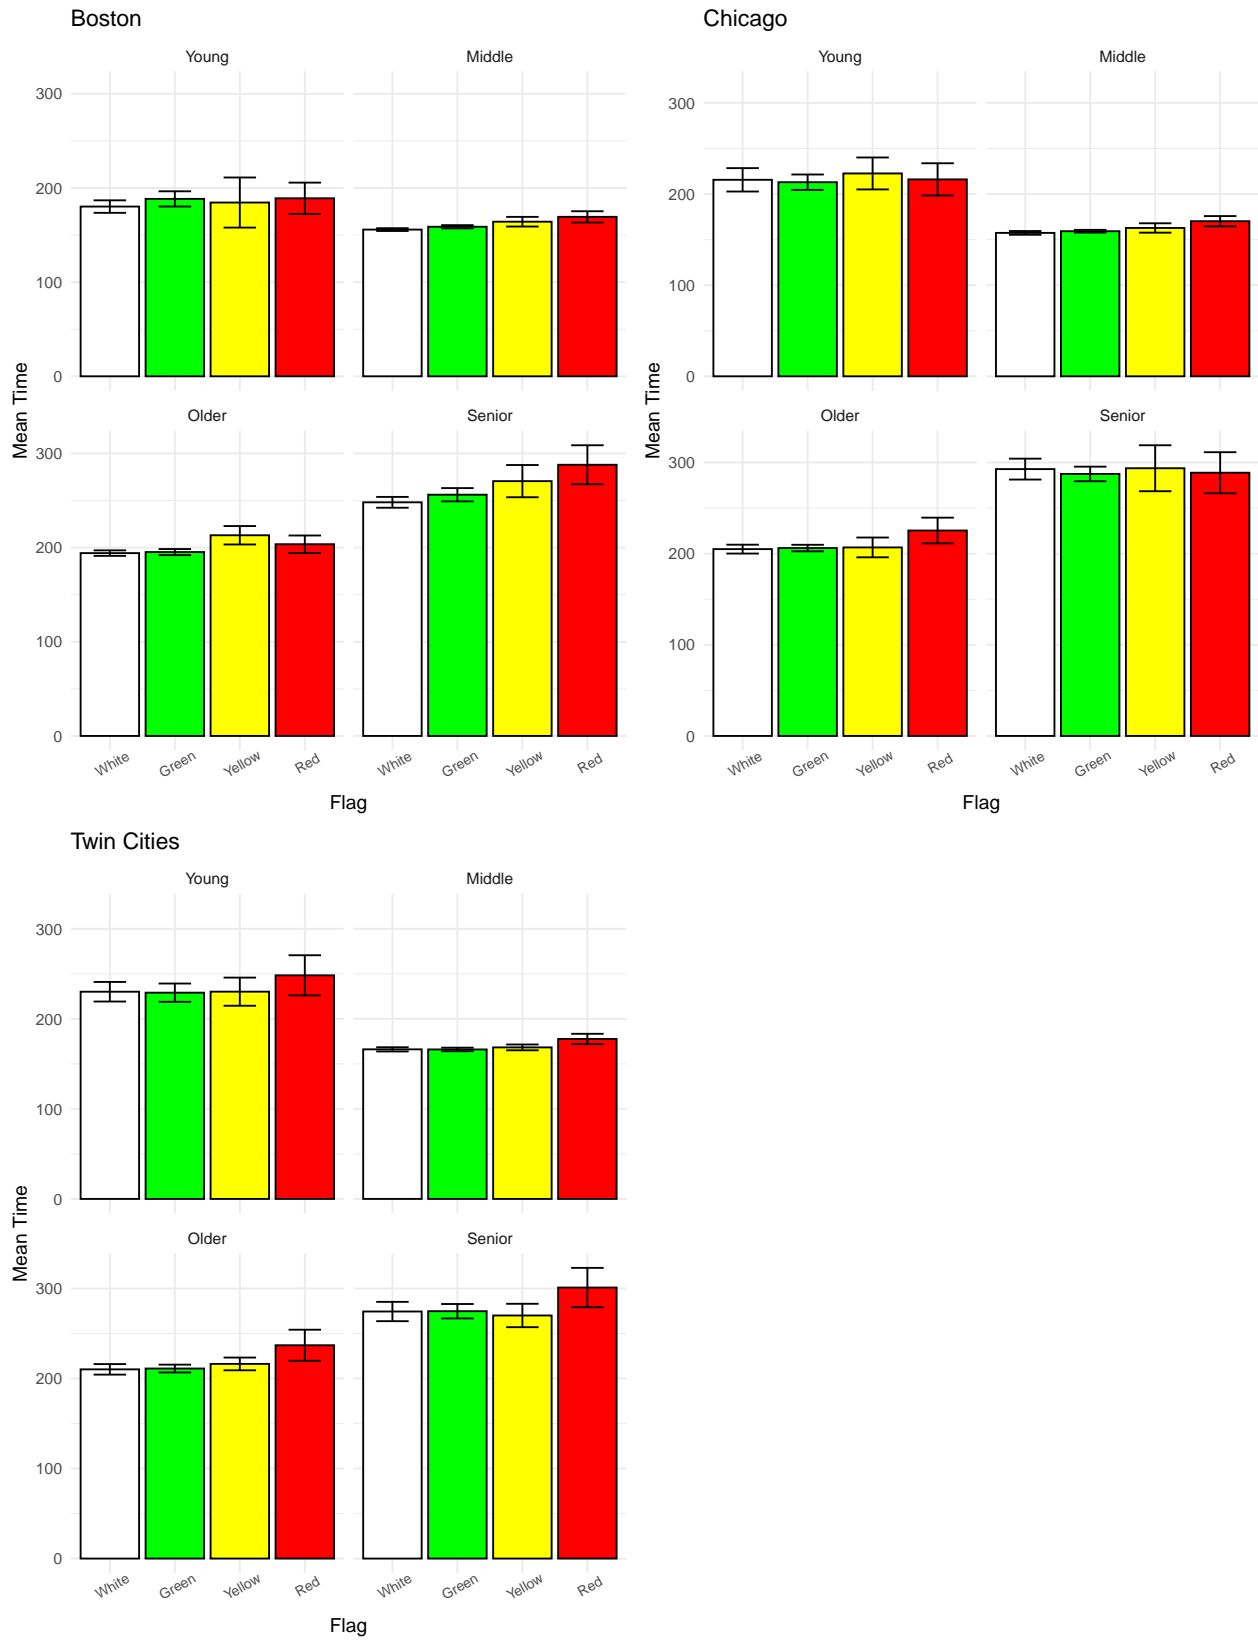 Boston
Young Middle
300
200
100
0
Older Senior
300
200
100
0
Mean Time
White Green Yellow Red White Green Yellow Red
Flag
Chicago
Young Middle
300
200
100
0
Older Senior
300
200
100
0
Mean Time
White Green Yellow Red White Green Yellow Red
Flag
Twin Cities
Young Middle
300
200
100
0
Older Senior
300
200
100
0
Mean Time
White Green Yellow Red White Green Yellow Red
Flag